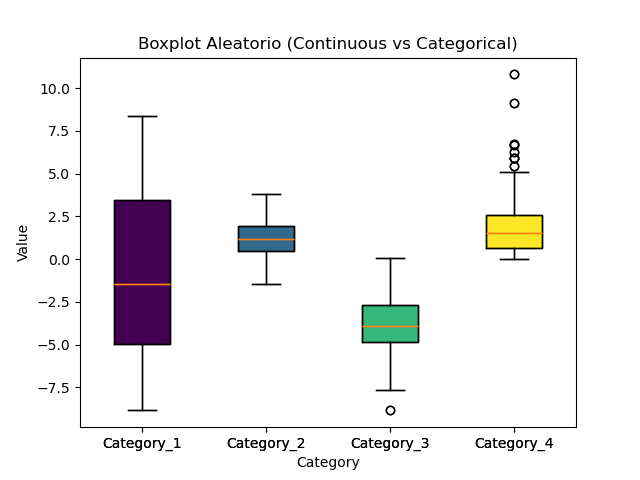 Boxplot Aleatorio (Continuous vs Categorical)
10.0
7.5
5.0
2.5
0.0
−2.5
−5.0
−7.5
Value
Category_1 Category_2 Category_3 Category_4
Category